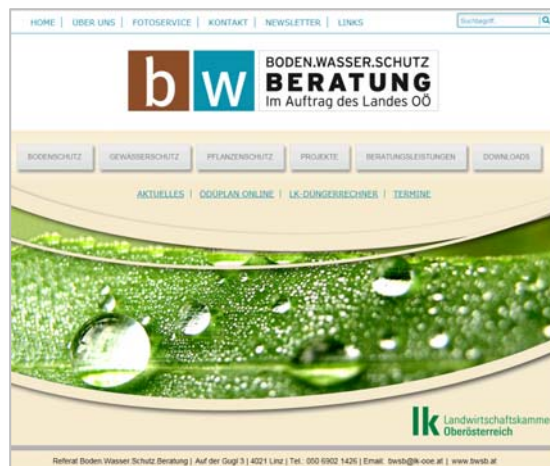 HOME | ÜBER UNS | FOTOSERVICE | KONTAKT | NEWSLETTER | LINKS
Suchbegriff.
b w
BODEN.WASSER.SCHUTZ
BERATUNG
Im Auftrag des Landes OÖ
BODENSCHUTZ GEWÄSSERSCHUTZ PFLANZENSCHUTZ PROJEKTE BERATUNGSLEISTUNGEN DOWNLOADS
AKTUELLES | ÖDÜPLAN ONLINE | LK-DÜNGERRECHNER | TERMINE
lk Landwirtschaftskamme
Oberösterreich
Referat Boden.Wasser.Schutz.Beratung | Auf der Gugl 3 | 4021 Linz | Tel.: 050 6902 1426 | Email: bwsb@lk-ooe.at | www.bwsb.at